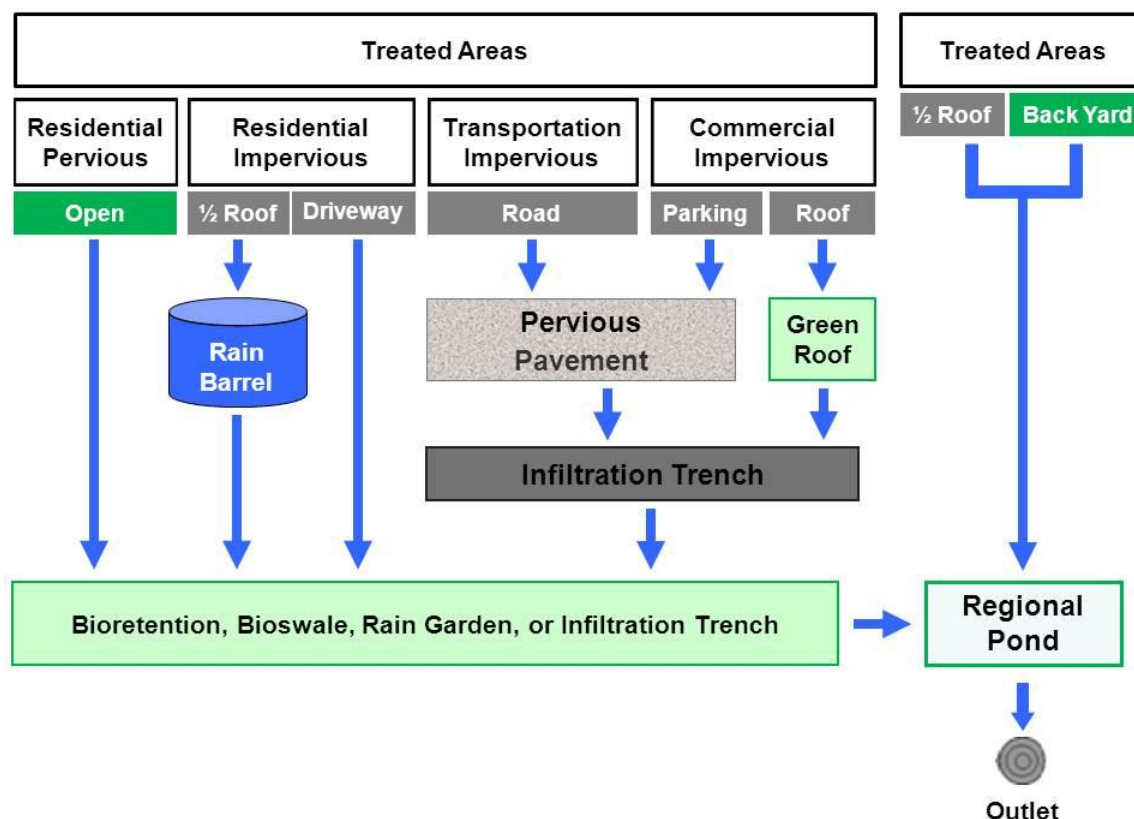 Treated Areas
Treated Areas
Residential
Pervious
Residential
Impervious
Transportation
Impervious
Commercial
Impervious
½ Roof
Back Yard
Open
½ Roof
Driveway
Road
Parking
Roof
Rain
Barrel
Pervious
Pavement
Green
Roof
Infiltration Trench
Bioretention, Bioswale, Rain Garden, or Infiltration Trench
Regional
Pond
Outlet